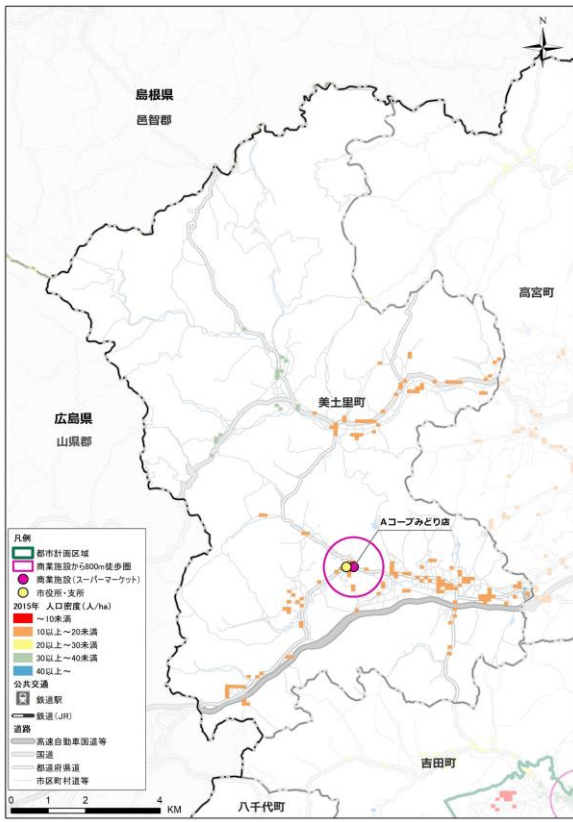 N
島根県
邑智郡
高宮町
美土里町
広島県
山県郡
Aコープみどり店
凡例
都市計画区域
商業施設から800m徒歩圏
商業施設(スーパーマーケット)
市役所・支所
2015年 人口密度(人/ha)
～10未満
10以上～20未満
20以上～30未満
30以上～40未満
40以上～
公共交通
鉄道駅
鉄道(JR)
道路
高速自動車国道等
国道
都道府県道
市区町村道等
吉田町
八千代町
0 1 2 4
KM